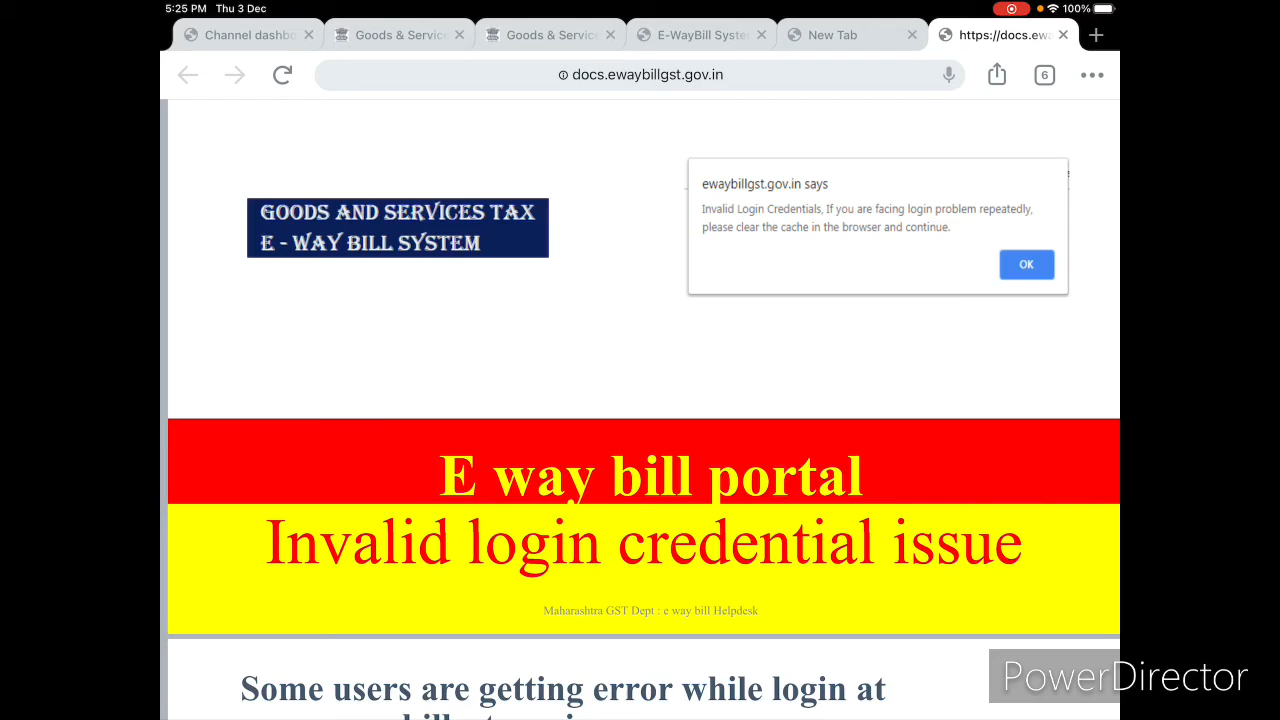 5:25 PM Thu 3 Dec
100%
Channel dashbo
Goods & Service
Goods & Service
E-WayBill Syste
New Tab
https://docs.ewa
docs.ewaybillgst.gov.in
6
ewaybillgst.gov.in says
Invalid Login Credentials, If you are facing login problem repeatedly,
please clear the cache in the browser and continue.
OK
GOODS AND SERVICES TAX
E - WAY BILL SYSTEM
E way bill portal
Invalid login credential issue
Maharashtra GST Dept : e way bill Helpdesk
Some users are getting error while login at
PowerDirector